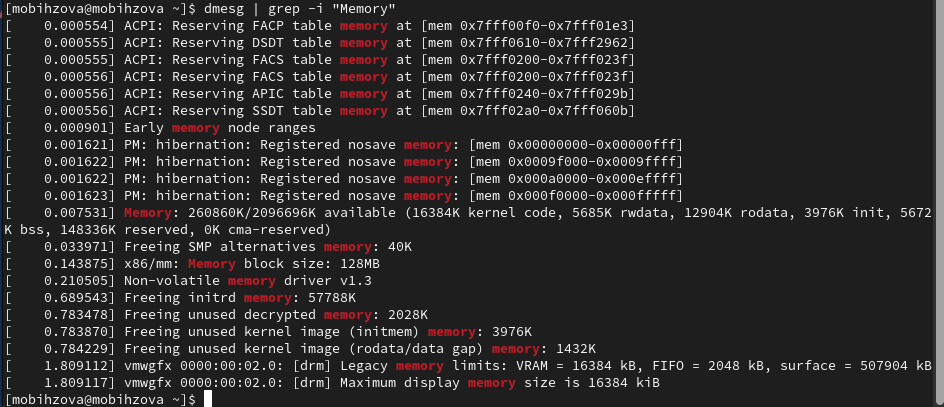 [mobihzova@mobihzova ~]$ dmesg | grep -i "Memory"
[    0.000554] ACPI: Reserving FACP table memory at [mem 0x7fff00f0-0x7fff01e3]
[    0.000555] ACPI: Reserving DSDT table memory at [mem 0x7fff0610-0x7fff2962]
[    0.000555] ACPI: Reserving FACS table memory at [mem 0x7fff0200-0x7fff023f]
[    0.000556] ACPI: Reserving FACS table memory at [mem 0x7fff0200-0x7fff023f]
[    0.000556] ACPI: Reserving APIC table memory at [mem 0x7fff0240-0x7fff029b]
[    0.000556] ACPI: Reserving SSDT table memory at [mem 0x7fff02a0-0x7fff060b]
[    0.000901] Early memory node ranges
[    0.001621] PM: hibernation: Registered nosave memory: [mem 0x00000000-0x00000fff]
[    0.001622] PM: hibernation: Registered nosave memory: [mem 0x0009f000-0x0009ffff]
[    0.001622] PM: hibernation: Registered nosave memory: [mem 0x000a0000-0x000effff]
[    0.001623] PM: hibernation: Registered nosave memory: [mem 0x000f0000-0x000fffff]
[    0.007531] Memory: 260860K/2096696K available (16384K kernel code, 5685K rwdata, 12904K rodata, 3976K init, 5672
K bss, 148336K reserved, 0K cma-reserved)
[    0.033971] Freeing SMP alternatives memory: 40K
[    0.143875] x86/mm: Memory block size: 128MB
[    0.210505] Non-volatile memory driver v1.3
[    0.689543] Freeing initrd memory: 57788K
[    0.783478] Freeing unused decrypted memory: 2028K
[    0.783870] Freeing unused kernel image (initmem) memory: 3976K
[    0.784229] Freeing unused kernel image (rodata/data gap) memory: 1432K
[    1.809112] vmwgfx 0000:00:02.0: [drm] Legacy memory limits: VRAM = 16384 kB, FIFO = 2048 kB, surface = 507904 kB
[    1.809117] vmwgfx 0000:00:02.0: [drm] Maximum display memory size is 16384 kiB
[mobihzova@mobihzova ~]$